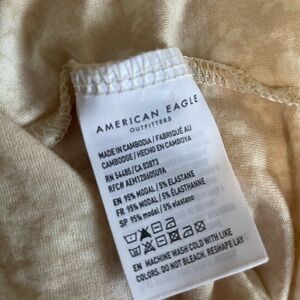 AMERICAN EAGLE
OUTFITTERS
MADE IN CAMBODIA / FABRIQUÉ AU
CAMBODGE / HECHO EN CAMBOYA
RN 54485 / CA 03873
RFC# AEM1206405U9A
EN 95% MODAL / 5% ELASTANE
FR 95% MODAL / 5% ÉLASTHANNE
SP 95% modal / 5% elastano
EN MACHINE WASH COLD WITH LIKE
COLORS. DO NOT BLEACH. RESHAPE LAY